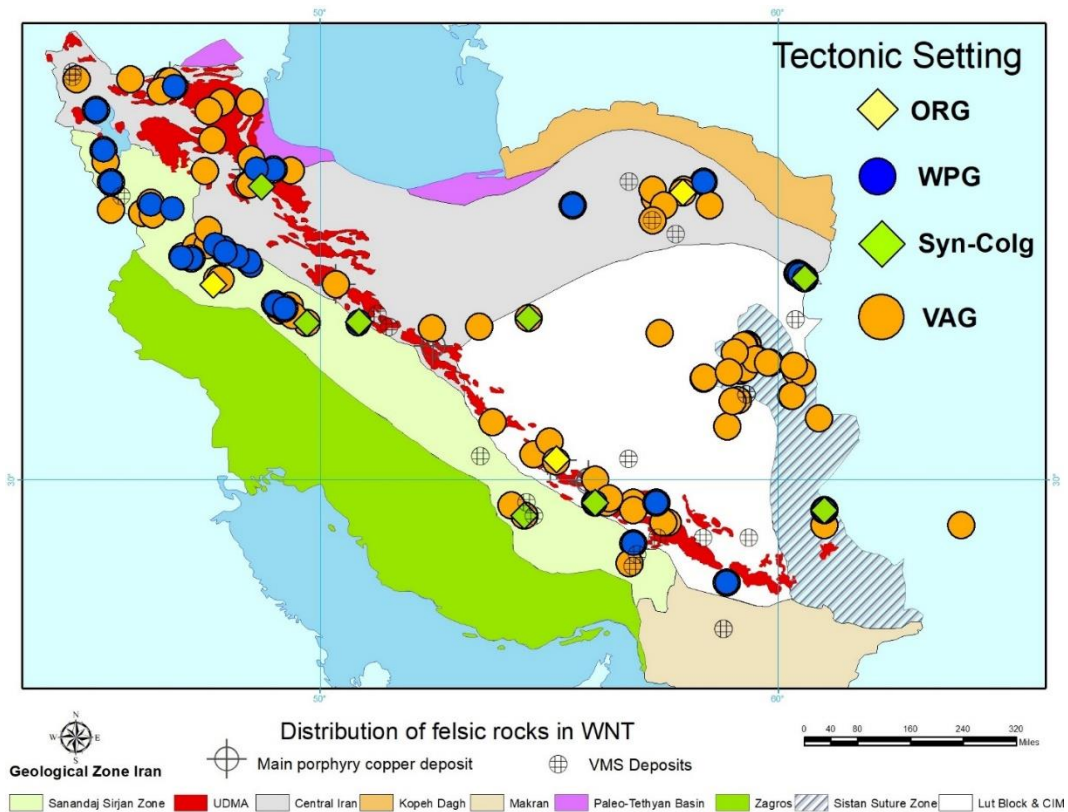 50°
60°
Tectonic Setting
ORG
WPG
Syn-Colg
VAG
30°
30°
50°
60°
N
W E
S
Geological Zone Iran
Distribution of felsic rocks in WNT
Main porphyry copper deposit
VMS Deposits
0 40 80 160 240 320
Miles
Sanandaj Sirjan Zone UDMA Central Iran Kopeh Dagh Makran Paleo-Tethyan Basin Zagros Sistan Suture Zone Lut Block & CIM